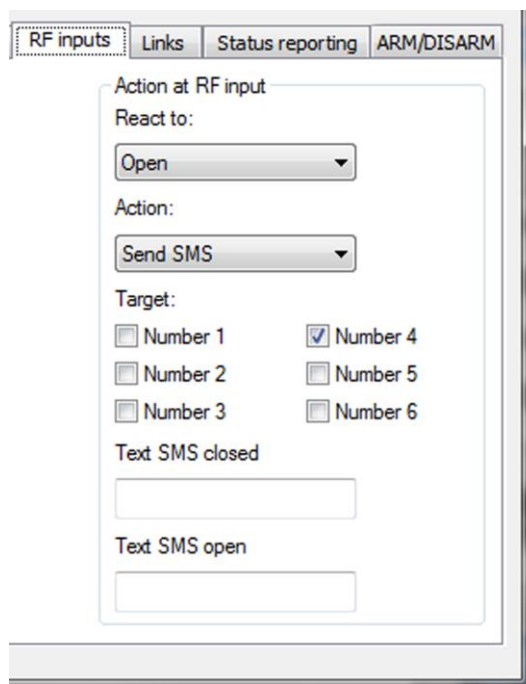 RF inputs Links Status reporting ARM/DISARM
Action at RF input
React to:
Open
Action:
Send SMS
Target:
Number 1 Number 4
Number 2 Number 5
Number 3 Number 6
Text SMS closed
Text SMS open